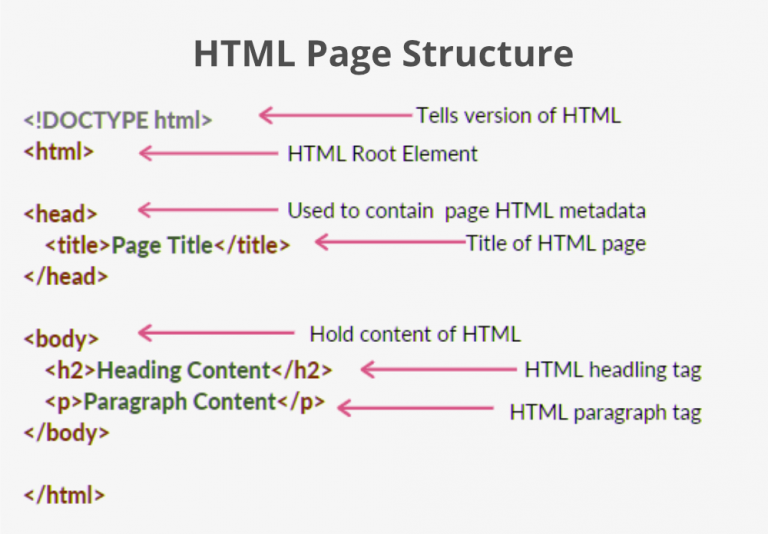 HTML Page Structure
<!DOCTYPE html> Tells version of HTML
<html> HTML Root Element
<head> Used to contain page HTML metadata
<title>Page Title</title> Title of HTML page
</head>
<body> Hold content of HTML
<h2>Heading Content</h2> HTML headling tag
<p>Paragraph Content</p> HTML paragraph tag
</body>
</html>